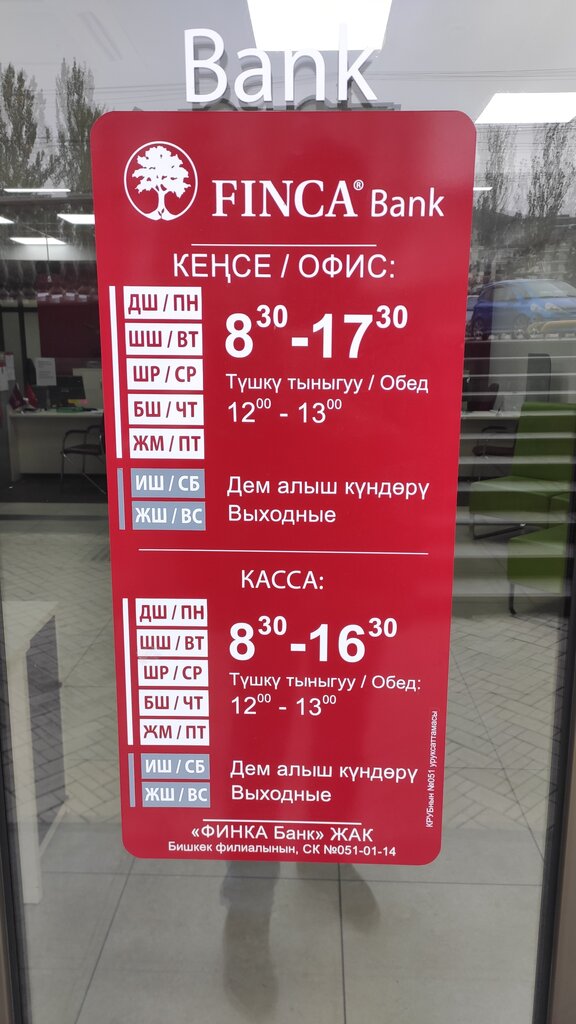 Bank
FINCA® Bank
КЕҢСЕ / ОФИС:
ДШ / ПН
ШШ / ВТ
ШР / СР
БШ / ЧТ
ЖМ / ПТ
8³⁰-17³⁰
Түшкү тыныгуу / Обед
12⁰⁰ - 13⁰⁰
ИШ / СБ
ЖШ / ВС
Дем алыш күндөрү
Выходные
КАССА:
ДШ / ПН
ШШ / ВТ
ШР / СР
БШ / ЧТ
ЖМ / ПТ
8³⁰-16³⁰
Түшкү тыныгуу / Обед:
12⁰⁰ - 13⁰⁰
ИШ / СБ
ЖШ / ВС
Дем алыш күндөрү
Выходные
КРУБнын №051 уруксаттамасы
«ФИНКА Банк» ЖАК
Бишкек филиалынын, СК №051-01-14